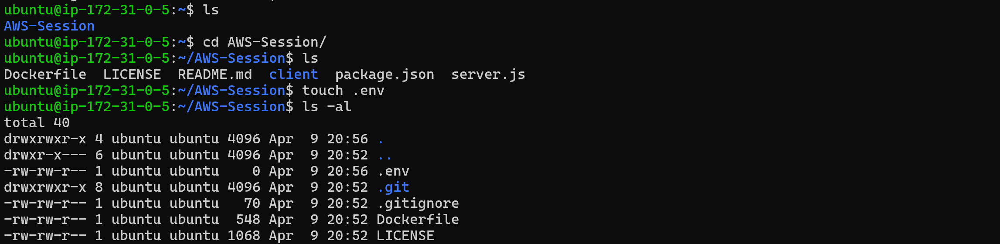 ubuntu@ip-172-31-0-5:~$ ls
AWS-Session
ubuntu@ip-172-31-0-5:~$ cd AWS-Session/
ubuntu@ip-172-31-0-5:~/AWS-Session$ ls
Dockerfile  LICENSE  README.md  client  package.json  server.js
ubuntu@ip-172-31-0-5:~/AWS-Session$ touch .env
ubuntu@ip-172-31-0-5:~/AWS-Session$ ls -al
total 40
drwxrwxr-x 4 ubuntu ubuntu 4096 Apr  9 20:56 .
drwxr-x--- 6 ubuntu ubuntu 4096 Apr  9 20:52 ..
-rw-rw-r-- 1 ubuntu ubuntu    0 Apr  9 20:56 .env
drwxrwxr-x 8 ubuntu ubuntu 4096 Apr  9 20:52 .git
-rw-rw-r-- 1 ubuntu ubuntu   70 Apr  9 20:52 .gitignore
-rw-rw-r-- 1 ubuntu ubuntu  548 Apr  9 20:52 Dockerfile
-rw-rw-r-- 1 ubuntu ubuntu 1068 Apr  9 20:52 LICENSE